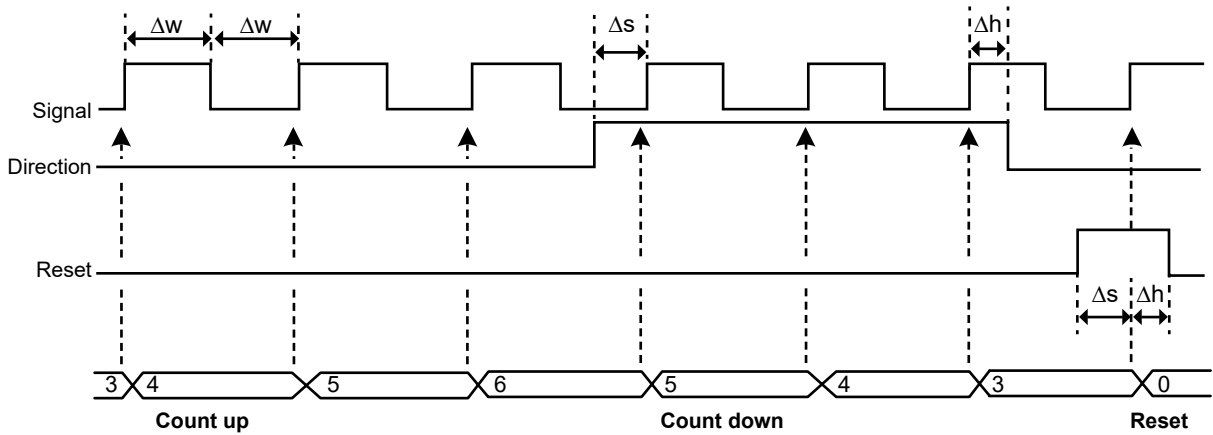 Δw Δw Δs Δh
Signal
Direction
Reset
Δs Δh
3 4 5 6 5 4 3 0
Count up Count down Reset